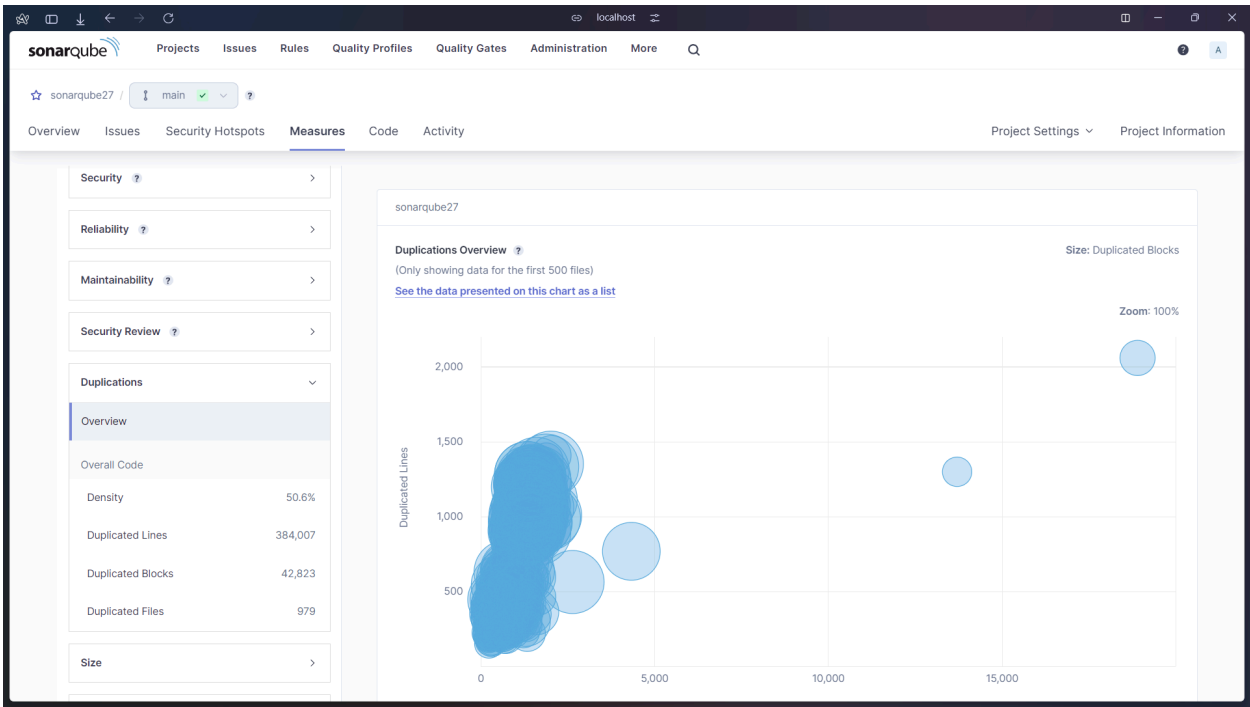 localhost
sonarqube Projects Issues Rules Quality Profiles Quality Gates Administration More ? A
sonarqube27 / main ?
Overview Issues Security Hotspots Measures Code Activity Project Settings Project Information
Security ?
Reliability ?
Maintainability ?
Security Review ?
Duplications
Overview
Overall Code
Density 50.6%
Duplicated Lines 384,007
Duplicated Blocks 42,823
Duplicated Files 979
Size
sonarqube27
Duplications Overview ? Size: Duplicated Blocks
(Only showing data for the first 500 files)
See the data presented on this chart as a list
Zoom: 100%
Duplicated Lines
2,000
1,500
1,000
500
0 5,000 10,000 15,000